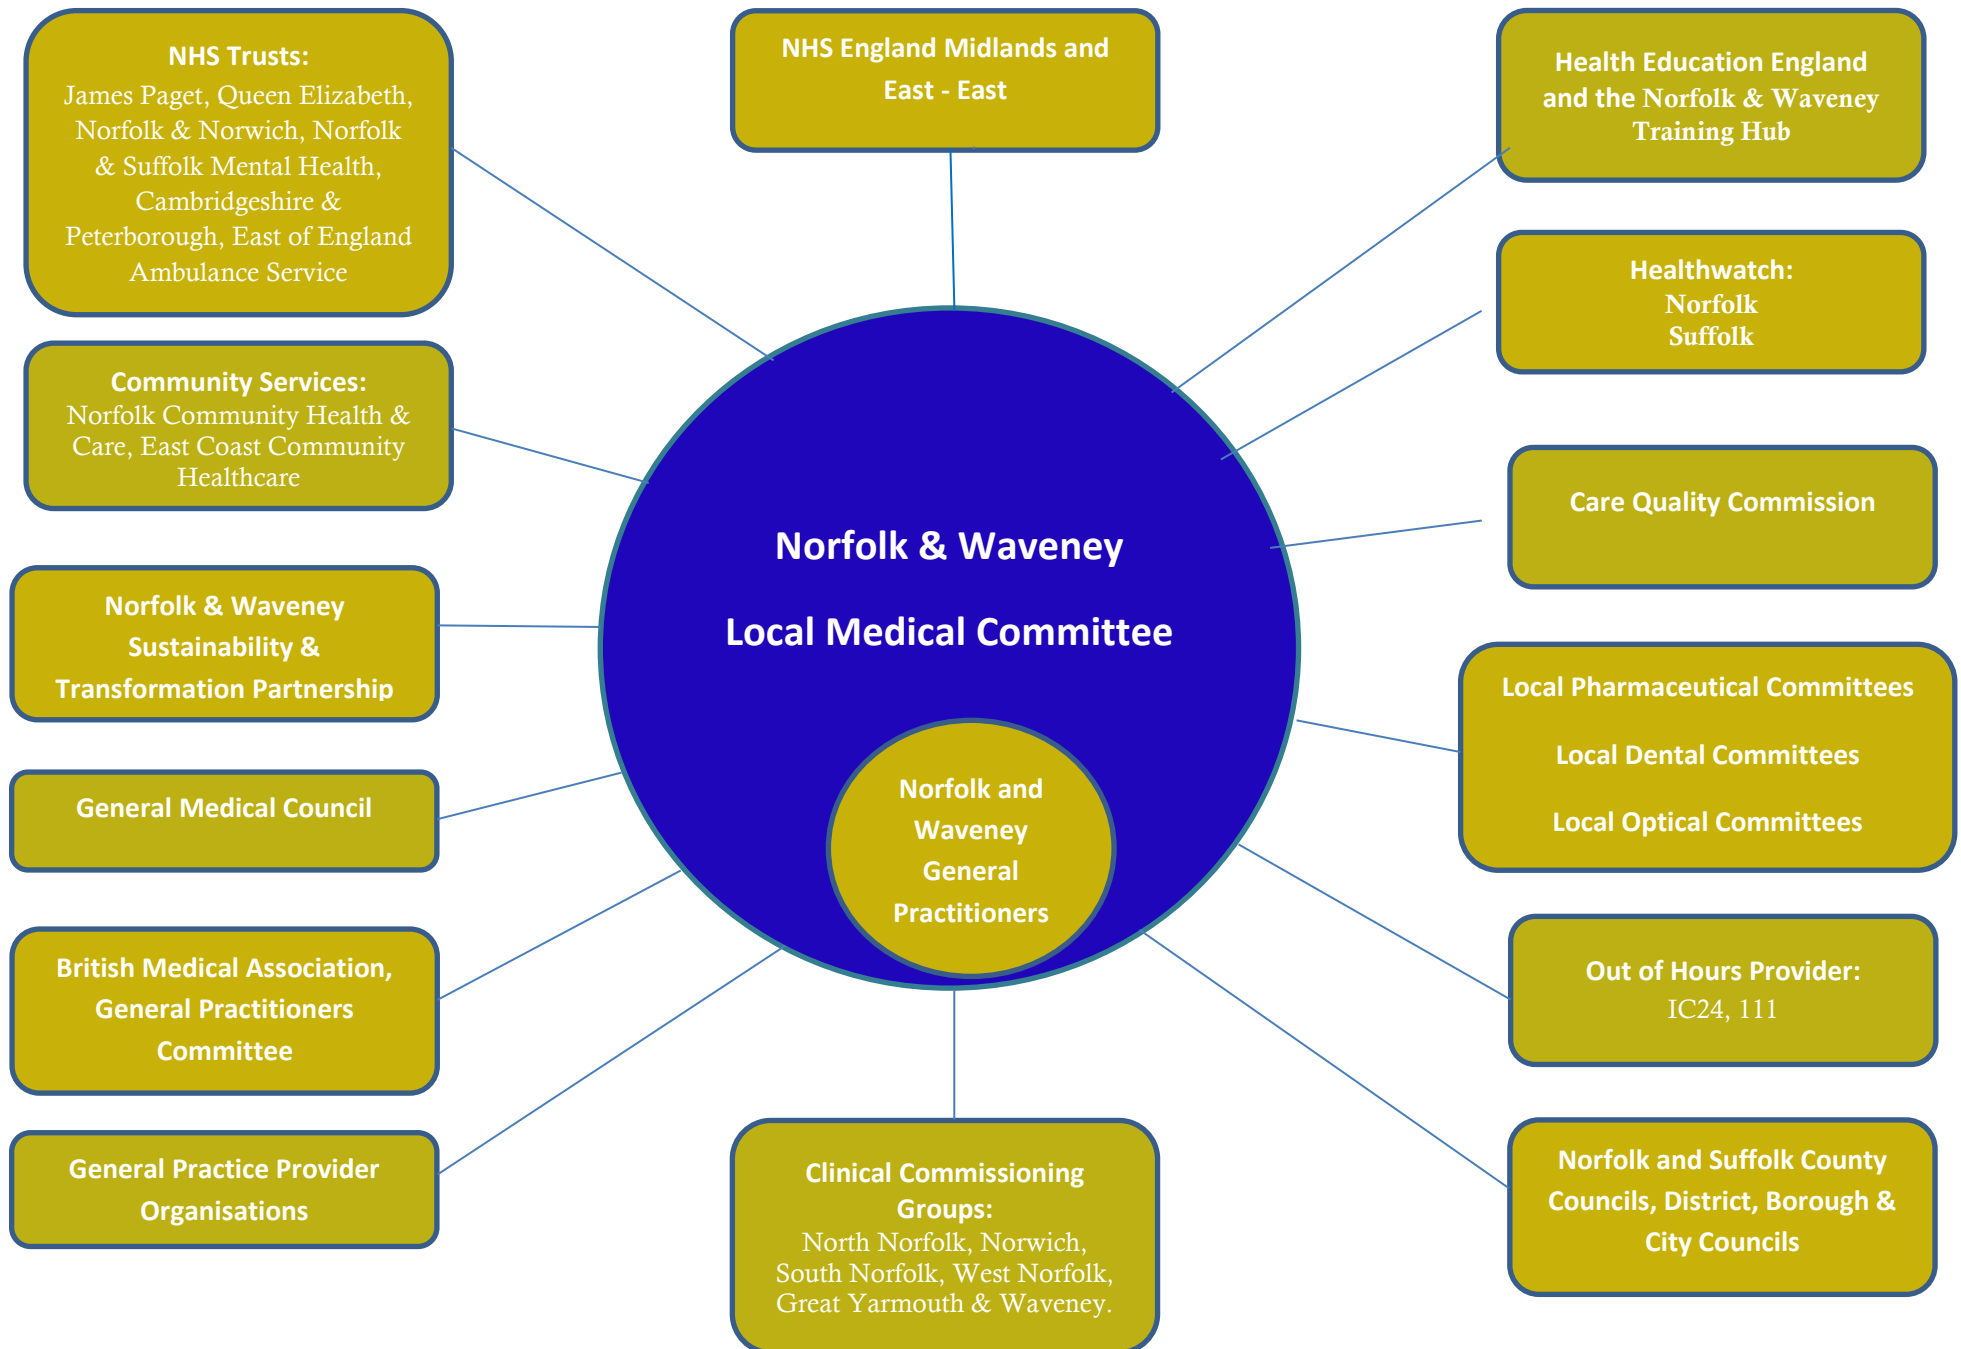 NHS Trusts:
James Paget, Queen Elizabeth,
Norfolk & Norwich, Norfolk
& Suffolk Mental Health,
Cambridgeshire &
Peterborough, East of England
Ambulance Service
NHS England Midlands and
East - East
Health Education England
and the Norfolk & Waveney
Training Hub
Healthwatch:
Norfolk
Suffolk
Community Services:
Norfolk Community Health &
Care, East Coast Community
Healthcare
Care Quality Commission
Norfolk & Waveney
Local Medical Committee
Norfolk & Waveney
Sustainability &
Transformation Partnership
Local Pharmaceutical Committees
Local Dental Committees
Local Optical Committees
General Medical Council
Norfolk and
Waveney
General
Practitioners
British Medical Association,
General Practitioners
Committee
Out of Hours Provider:
IC24, 111
General Practice Provider
Organisations
Clinical Commissioning
Groups:
North Norfolk, Norwich,
South Norfolk, West Norfolk,
Great Yarmouth & Waveney.
Norfolk and Suffolk County
Councils, District, Borough &
City Councils